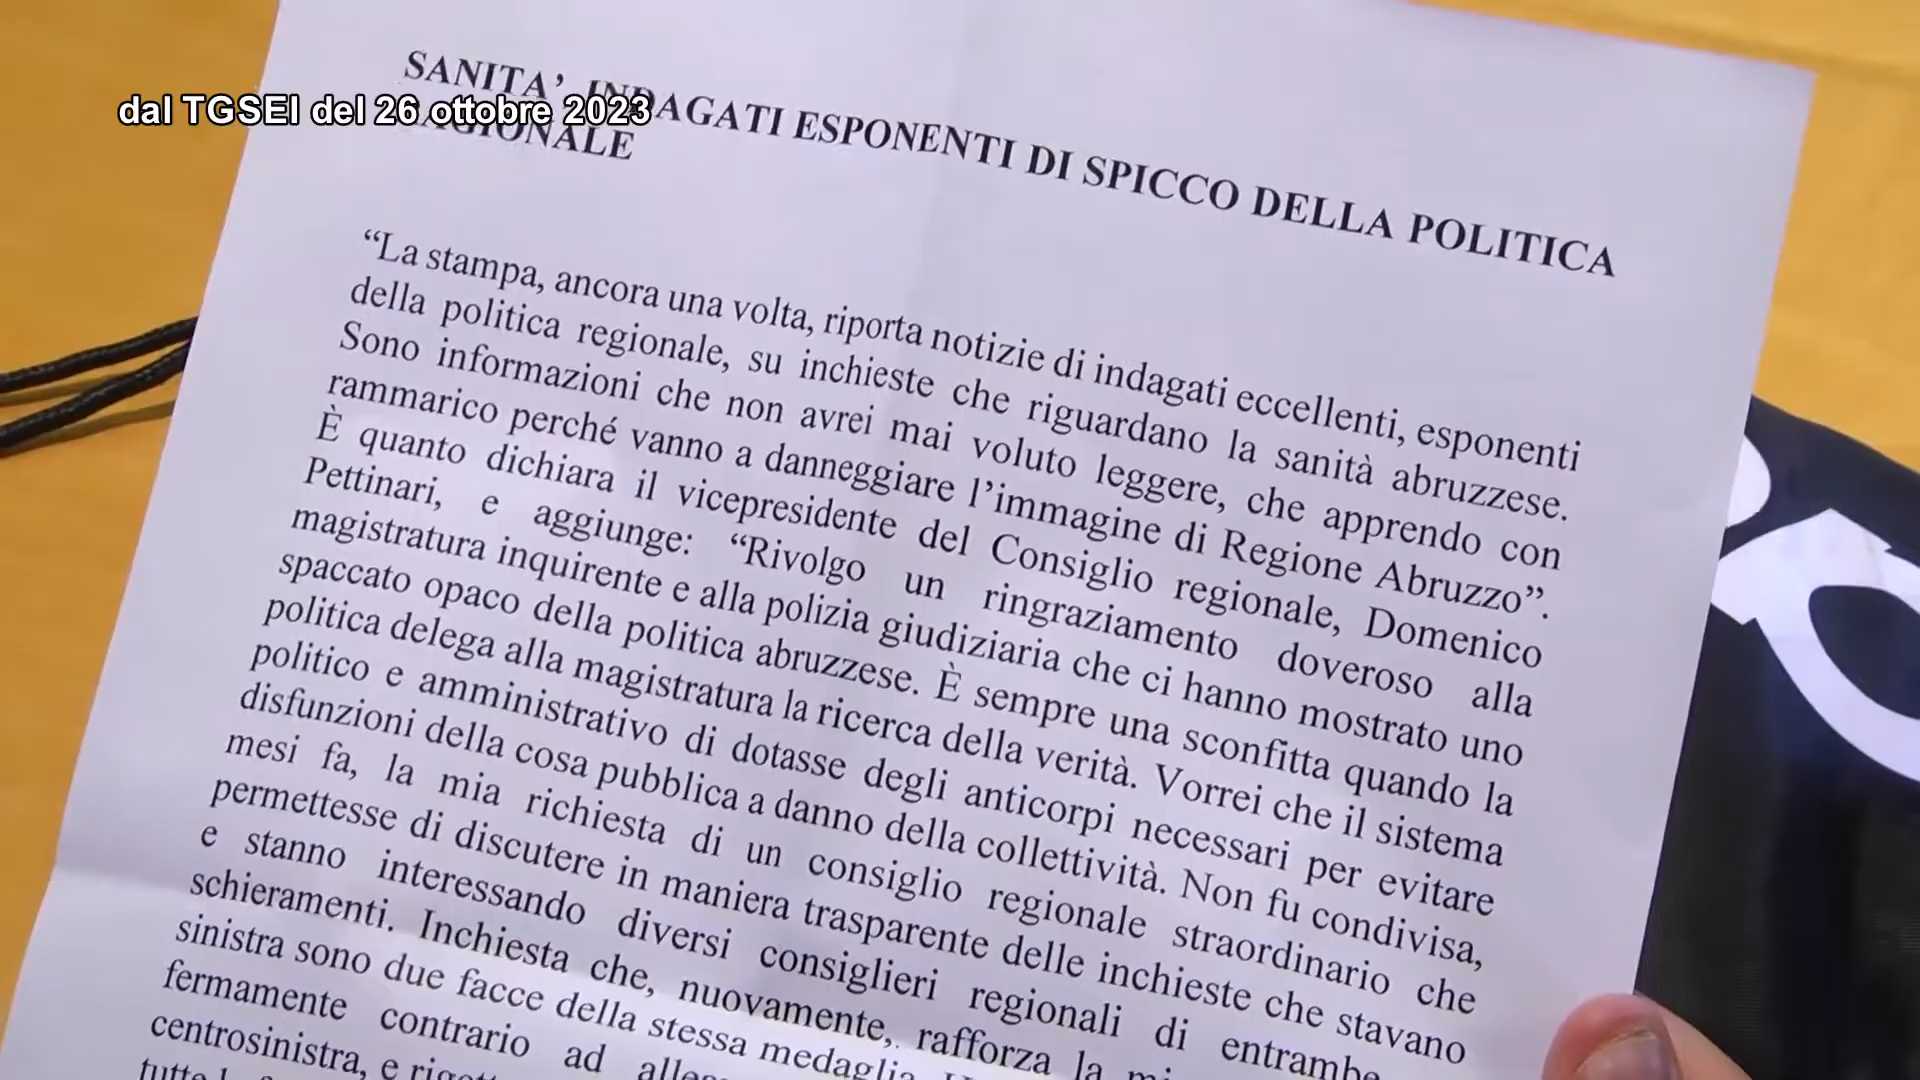 dal TGSEI del 26 ottobre 2023
SANITA’, INDAGATI ESPONENTI DI SPICCO DELLA POLITICA
REGIONALE
“La stampa, ancora una volta, riporta notizie di indagati eccellenti, esponenti
della politica regionale, su inchieste che riguardano la sanità abruzzese.
Sono informazioni che non avrei mai voluto leggere, che apprendo con
rammarico perché vanno a danneggiare l’immagine di Regione Abruzzo”.
È quanto dichiara il vicepresidente del Consiglio regionale, Domenico
Pettinari, e aggiunge: “Rivolgo un ringraziamento doveroso alla
magistratura inquirente e alla polizia giudiziaria che ci hanno mostrato uno
spaccato opaco della politica abruzzese. È sempre una sconfitta quando la
politica delega alla magistratura la ricerca della verità. Vorrei che il sistema
politico e amministrativo di dotasse degli anticorpi necessari per evitare
disfunzioni della cosa pubblica a danno della collettività. Non fu condivisa,
mesi fa, la mia richiesta di un consiglio regionale straordinario che
permettesse di discutere in maniera trasparente delle inchieste che stavano
e stanno interessando diversi consiglieri regionali di entrambe
schieramenti. Inchiesta che, nuovamente, rafforza la
sinistra sono due facce della stessa medaglia.
fermamente contrario ad
centrosinistra, e